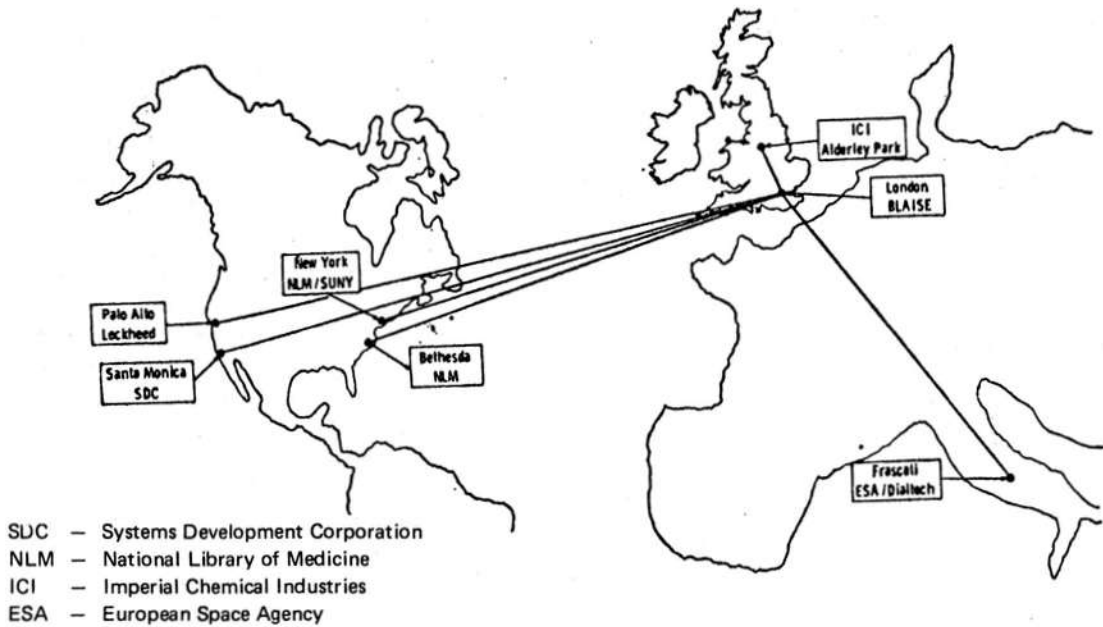 ICI
Alderley Park
London
BLAISE
New York
NLM/SUNY
Palo Alto
Lockheed
Santa Monica
SDC
Bethesda
NLM
Frascati
ESA/Dialtech
SDC – Systems Development Corporation
NLM – National Library of Medicine
ICI – Imperial Chemical Industries
ESA – European Space Agency